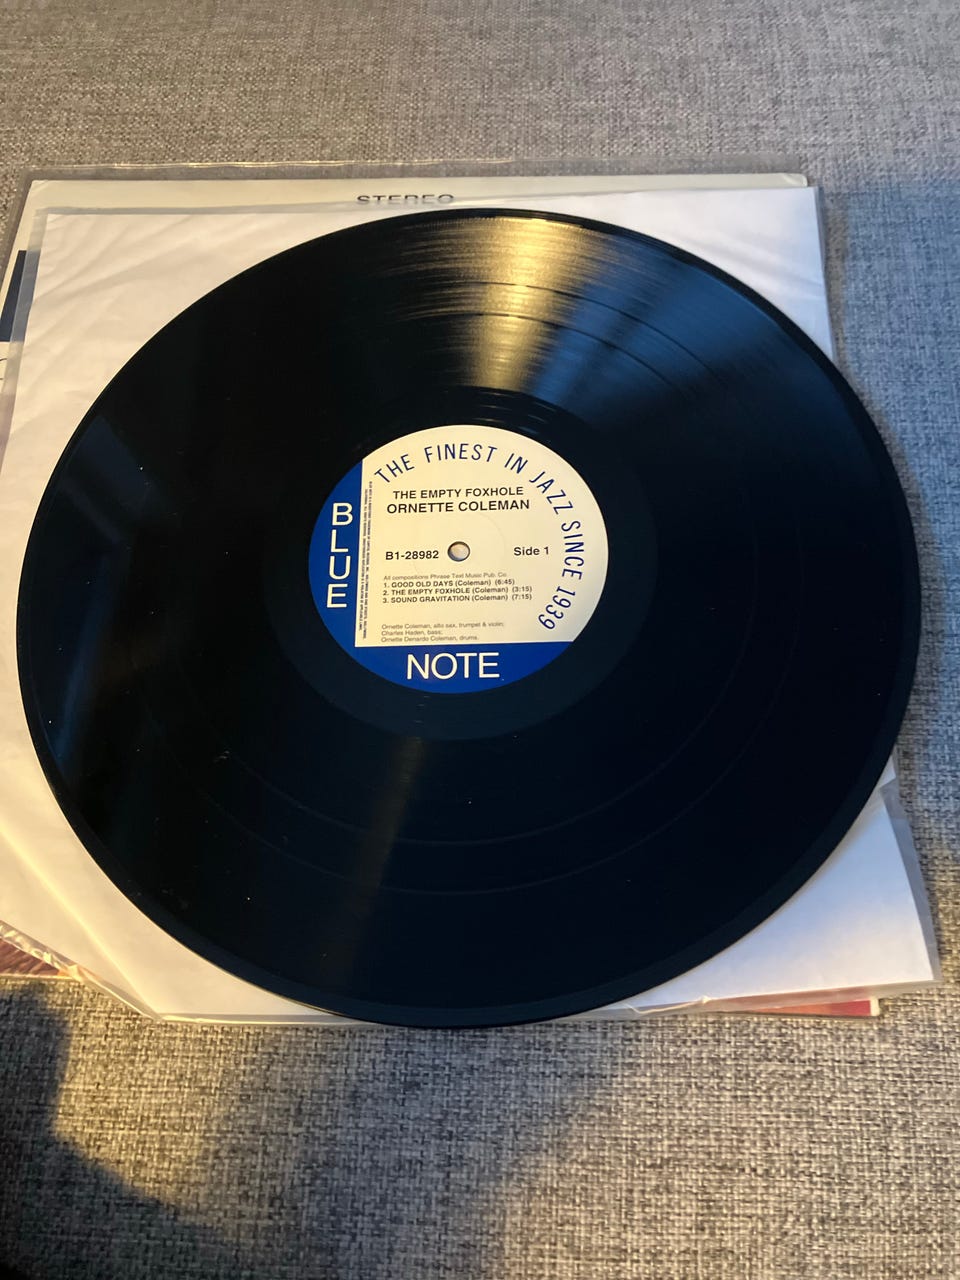 STEREO
THE FINEST IN JAZZ SINCE 1939
THE EMPTY FOXHOLE
ORNETTE COLEMAN
BLUE
B1-28982
Side 1
All compositions Phrase Text Music Pub. Co.
1. GOOD OLD DAYS (Coleman) (6:45)
2. THE EMPTY FOXHOLE (Coleman) (3:15)
3. SOUND GRAVITATION (Coleman) (7:15)
Ornette Coleman, alto sax, trumpet & violin;
Charles Haden, bass;
Ornette Denardo Coleman, drums.
NOTE